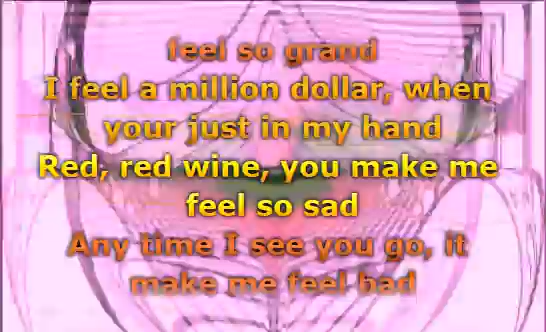 feel so grand
I feel a million dollar, when
your just in my hand
Red, red wine, you make me
feel so sad
Any time I see you go, it
make me feel bad